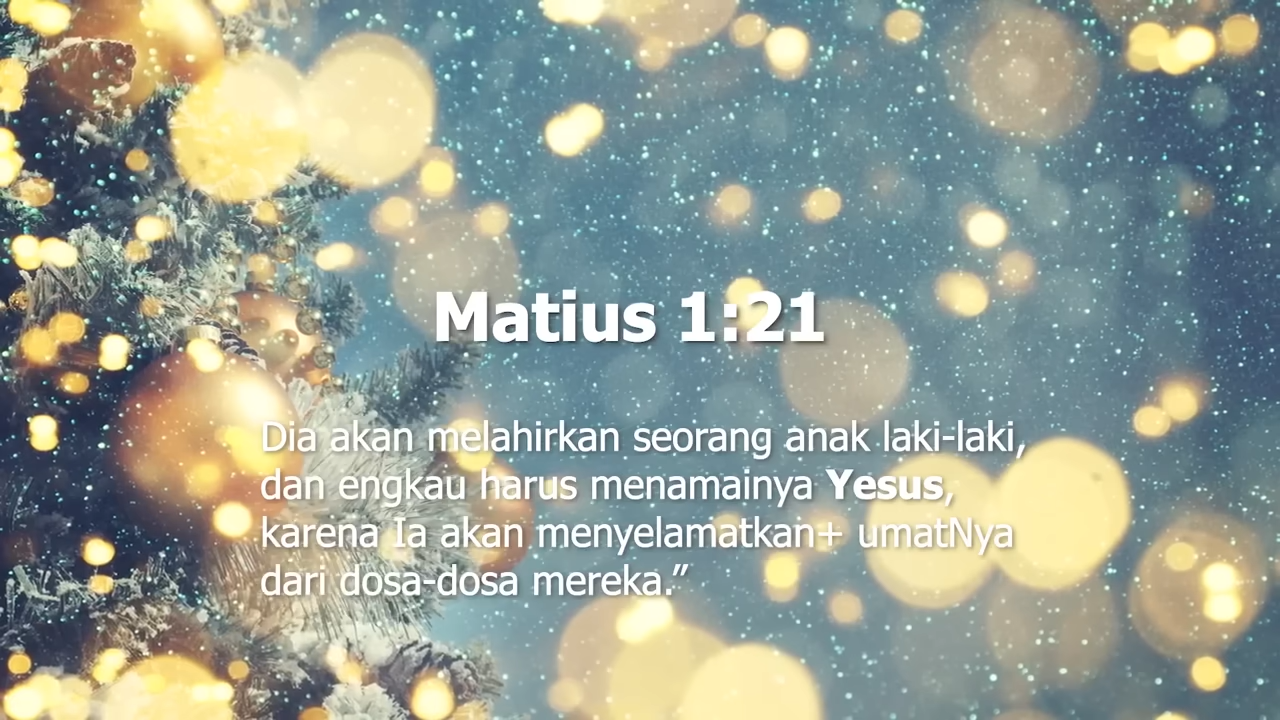 Matius 1:21
Dia akan melahirkan seorang anak laki-laki,
dan engkau harus menamainya Yesus,
karena Ia akan menyelamatkan+ umatNya
dari dosa-dosa mereka.”